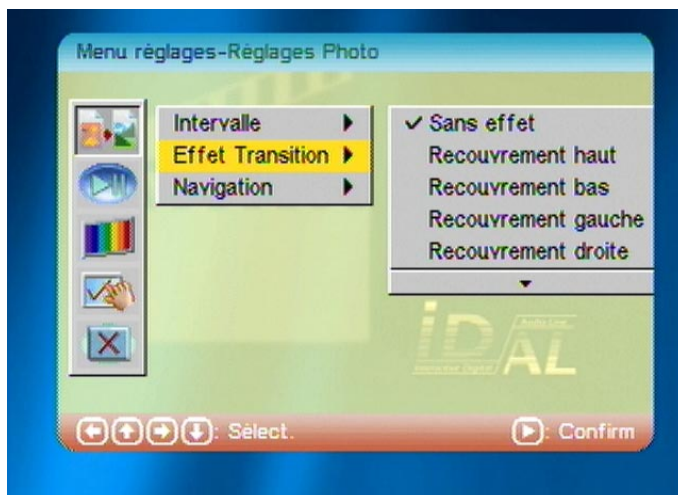 Menu réglages-Réglages Photo
Intervalle
Effet Transition
Navigation
✓ Sans effet
Recouvrement haut
Recouvrement bas
Recouvrement gauche
Recouvrement droite
iDAL
: Sélect.
: Confirm